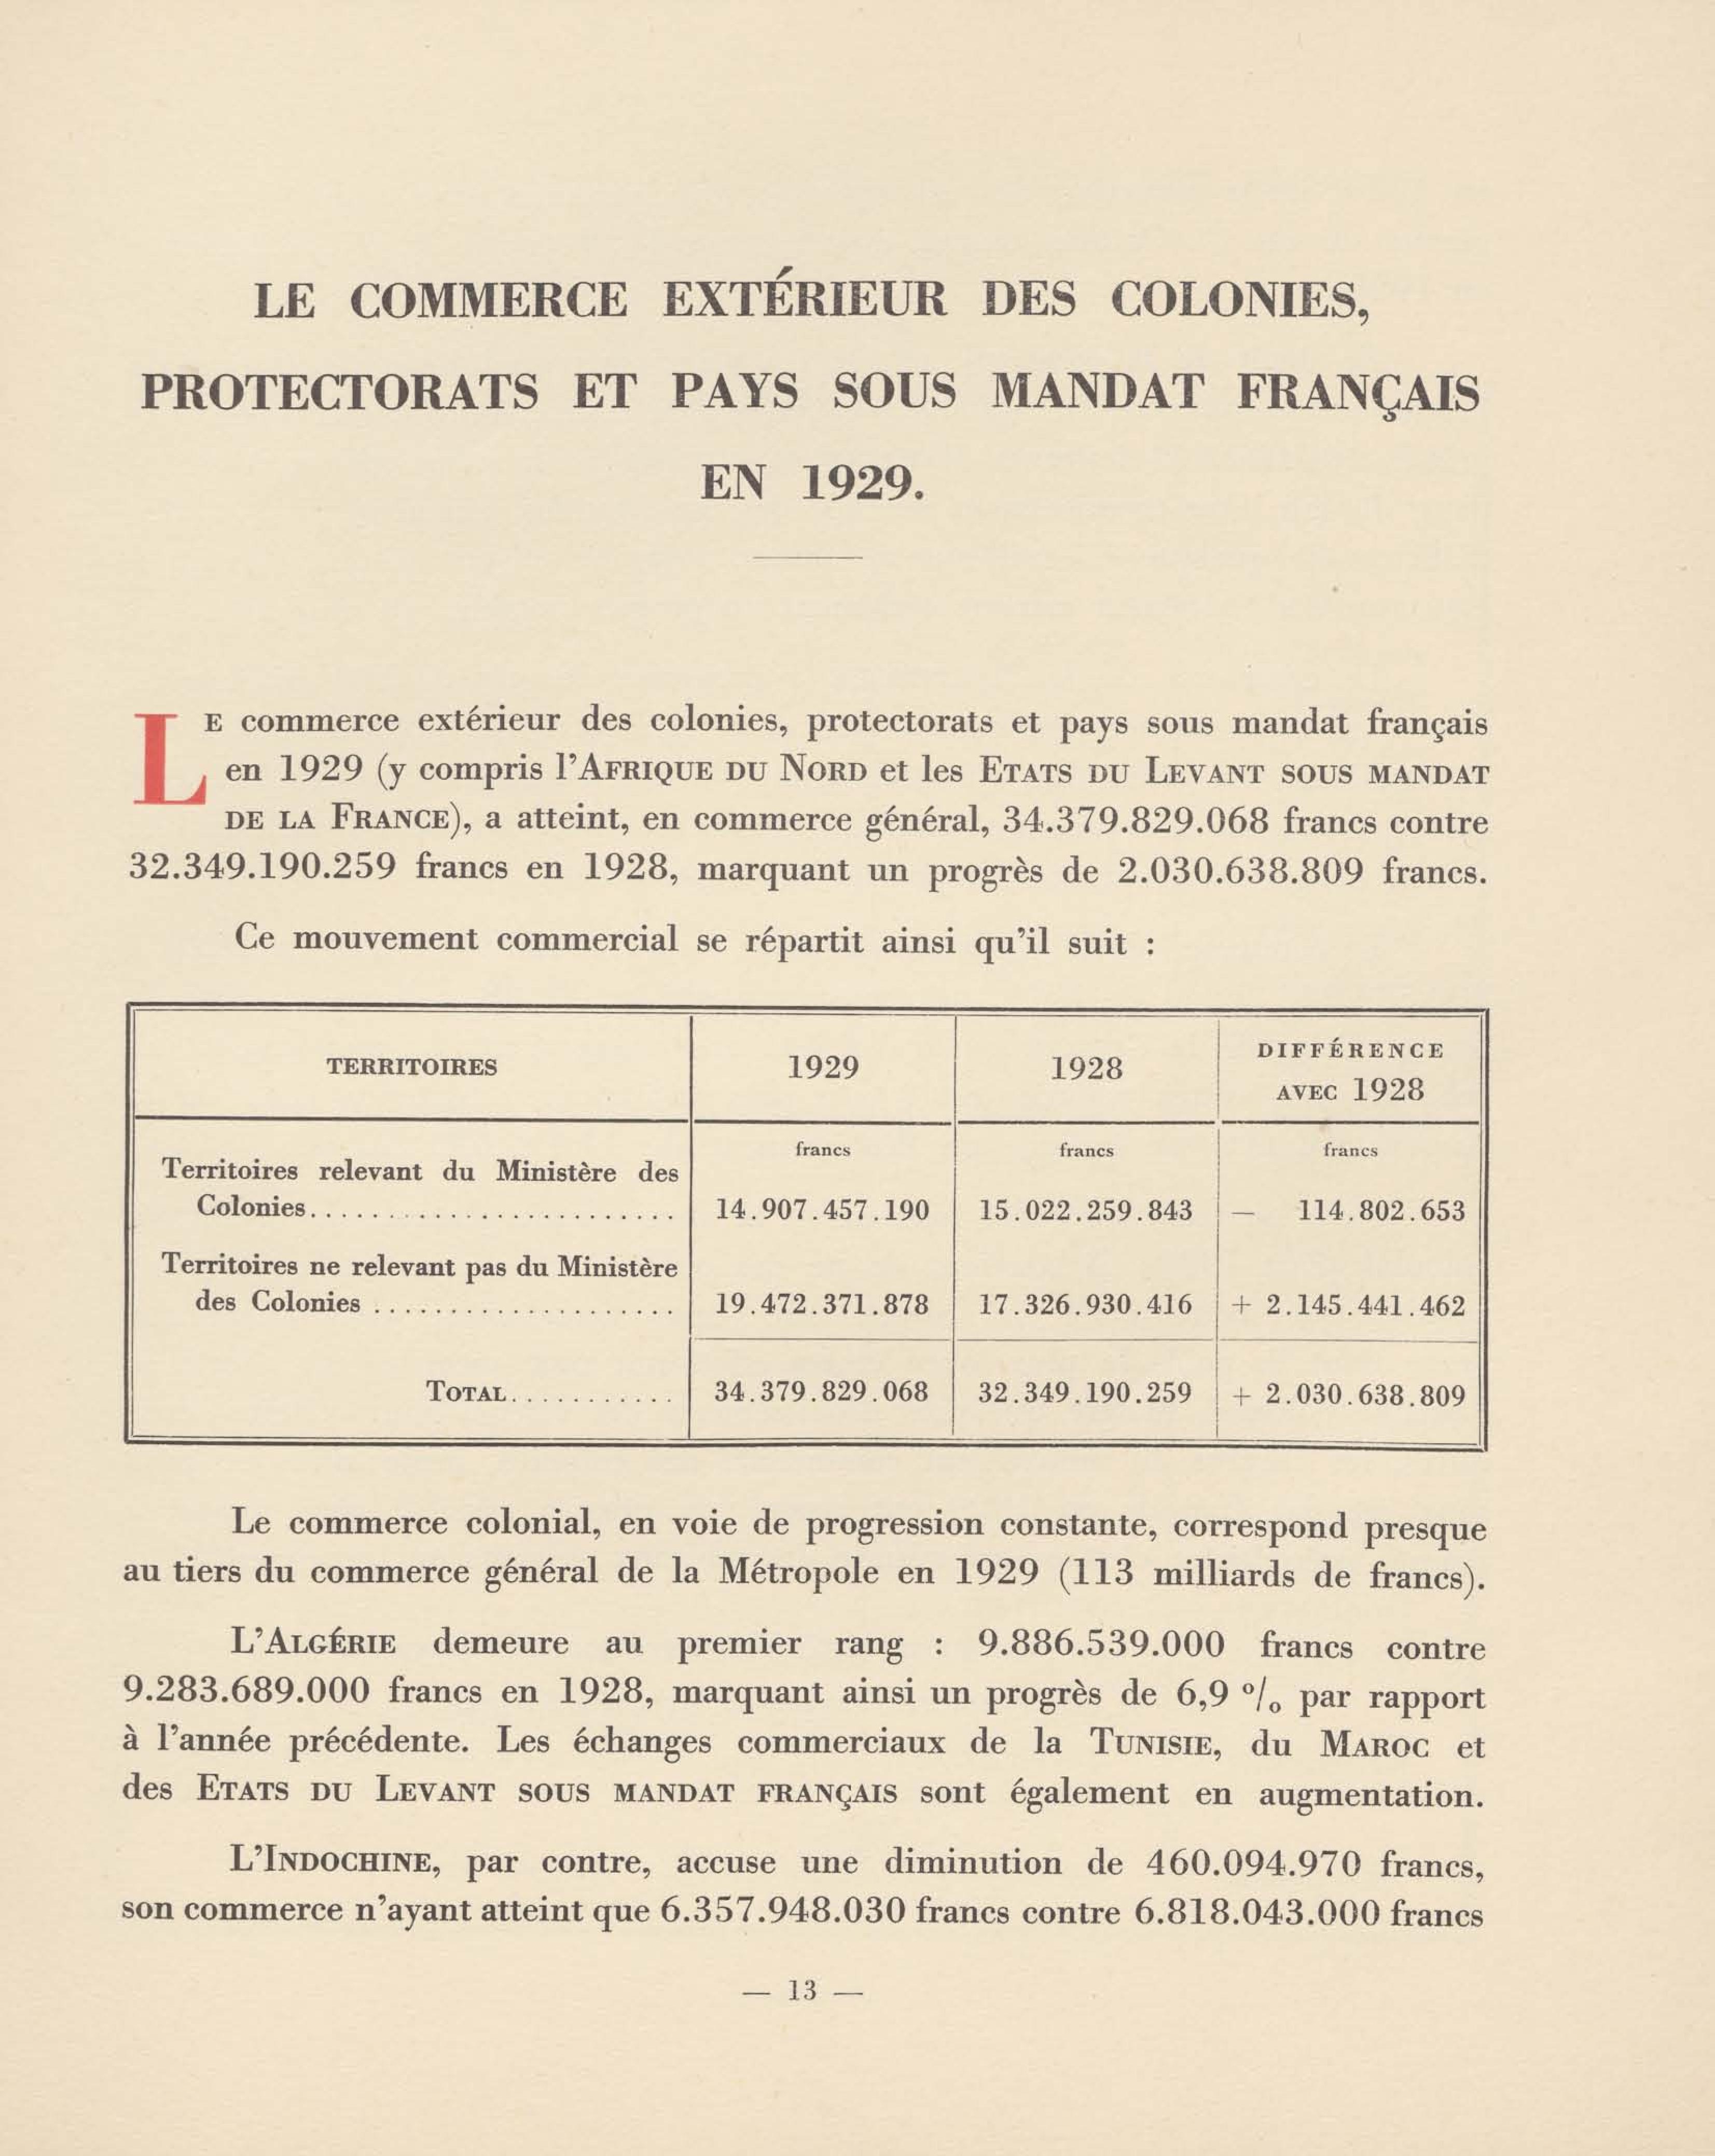 LE COMMERCE EXTÉRIEUR DES COLONIES,
PROTECTORATS ET PAYS SOUS MANDAT FRANÇAIS
EN 1929.
LE commerce extérieur des colonies, protectorats et pays sous mandat français
en 1929 (y compris l'AFRIQUE DU NORD et les ETATS DU LEVANT SOUS MANDAT
DE LA FRANCE), a atteint, en commerce général, 34.379.829.068 francs contre
32.349.190.259 francs en 1928, marquant un progrès de 2.030.638.809 francs.
Ce mouvement commercial se répartit ainsi qu'il suit :
TERRITOIRES 1929 1928 DIFFÉRENCE
AVEC 1928
francs francs francs
Territoires relevant du Ministère des
Colonies........................ 14.907.457.190 15.022.259.843 — 114.802.653
Territoires ne relevant pas du Ministère
des Colonies .................... 19.472.371.878 17.326.930.416 + 2.145.441.462
TOTAL........... 34.379.829.068 32.349.190.259 + 2.030.638.809
Le commerce colonial, en voie de progression constante, correspond presque
au tiers du commerce général de la Métropole en 1929 (113 milliards de francs).
L'ALGÉRIE demeure au premier rang : 9.886.539.000 francs contre
9.283.689.000 francs en 1928, marquant ainsi un progrès de 6,9 % par rapport
à l'année précédente. Les échanges commerciaux de la TUNISIE, du MAROC et
des ETATS DU LEVANT SOUS MANDAT FRANÇAIS sont également en augmentation.
L'INDOCHINE, par contre, accuse une diminution de 460.094.970 francs,
son commerce n'ayant atteint que 6.357.948.030 francs contre 6.818.043.000 francs
— 13 —